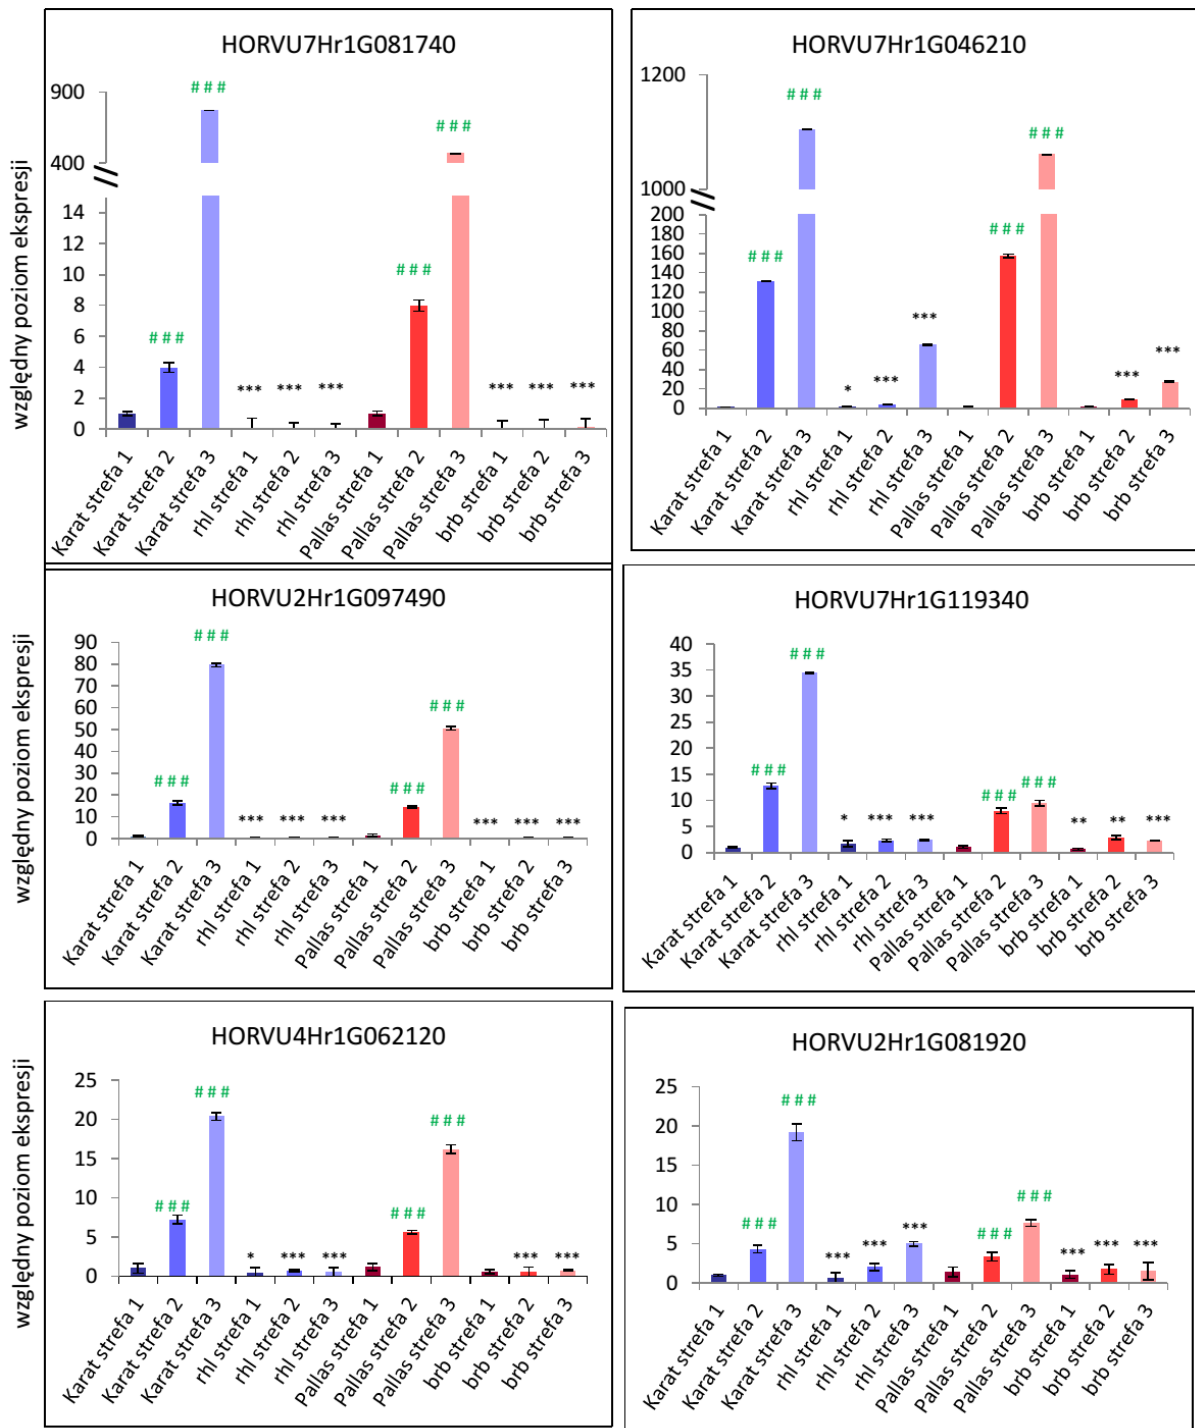 HORVU7Hr1G081740
względny poziom ekspresji
900
400
14
12
10
8
6
4
2
0
# # #
# # #
***
***
***
# # #
# # #
***
***
***
Karat strefa 1
Karat strefa 2
Karat strefa 3
rhl strefa 1
rhl strefa 2
rhl strefa 3
Pallas strefa 1
Pallas strefa 2
Pallas strefa 3
brb strefa 1
brb strefa 2
brb strefa 3
HORVU7Hr1G046210
1200
1000
200
180
160
140
120
100
80
60
40
20
0
# # #
# # #
*
***
***
# # #
# # #
***
***
Karat strefa 1
Karat strefa 2
Karat strefa 3
rhl strefa 1
rhl strefa 2
rhl strefa 3
Pallas strefa 1
Pallas strefa 2
Pallas strefa 3
brb strefa 1
brb strefa 2
brb strefa 3
HORVU2Hr1G097490
względny poziom ekspresji
90
80
70
60
50
40
30
20
10
0
# # #
# # #
***
***
***
# # #
# # #
***
***
***
Karat strefa 1
Karat strefa 2
Karat strefa 3
rhl strefa 1
rhl strefa 2
rhl strefa 3
Pallas strefa 1
Pallas strefa 2
Pallas strefa 3
brb strefa 1
brb strefa 2
brb strefa 3
HORVU7Hr1G119340
40
35
30
25
20
15
10
5
0
# # #
# # #
*
***
***
# # #
# # #
**
**
***
Karat strefa 1
Karat strefa 2
Karat strefa 3
rhl strefa 1
rhl strefa 2
rhl strefa 3
Pallas strefa 1
Pallas strefa 2
Pallas strefa 3
brb strefa 1
brb strefa 2
brb strefa 3
HORVU4Hr1G062120
względny poziom ekspresji
25
20
15
10
5
0
# # #
# # #
*
***
***
# # #
# # #
***
***
Karat strefa 1
Karat strefa 2
Karat strefa 3
rhl strefa 1
rhl strefa 2
rhl strefa 3
Pallas strefa 1
Pallas strefa 2
Pallas strefa 3
brb strefa 1
brb strefa 2
brb strefa 3
HORVU2Hr1G081920
25
20
15
10
5
0
# # #
# # #
***
***
***
# # #
# # #
***
***
***
Karat strefa 1
Karat strefa 2
Karat strefa 3
rhl strefa 1
rhl strefa 2
rhl strefa 3
Pallas strefa 1
Pallas strefa 2
Pallas strefa 3
brb strefa 1
brb strefa 2
brb strefa 3